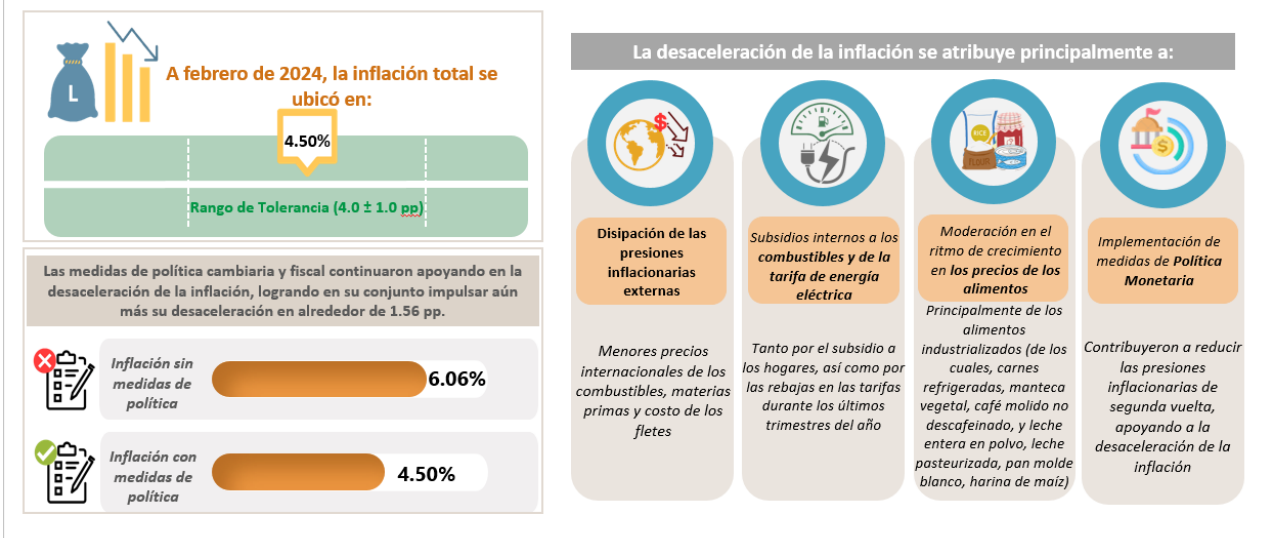 A febrero de 2024, la inflación total se
ubicó en:
L
4.50%
Rango de Tolerancia (4.0 ± 1.0 pp)
Las medidas de política cambiaria y fiscal continuaron apoyando en la
desaceleración de la inflación, logrando en su conjunto impulsar aún
más su desaceleración en alrededor de 1.56 pp.
Inflación sin
medidas de
política
6.06%
Inflación con
medidas de
política
4.50%
La desaceleración de la inflación se atribuye principalmente a:
$
Disipación de las
presiones
inflacionarias
externas
Menores precios
internacionales de los
combustibles, materias
primas y costo de los
fletes
Subsidios internos a los
combustibles y de la
tarifa de energía
eléctrica
Tanto por el subsidio a
los hogares, así como por
las rebajas en las tarifas
durante los últimos
trimestres del año
RICE
FLOUR
Moderación en el
ritmo de crecimiento
en los precios de los
alimentos
Principalmente de los
alimentos
industrializados (de los
cuales, carnes
refrigeradas, manteca
vegetal, café molido no
descafeinado, y leche
entera en polvo, leche
pasteurizada, pan molde
blanco, harina de maíz)
$
Implementación de
medidas de Política
Monetaria
Contribuyeron a reducir
las presiones
inflacionarias de
segunda vuelta,
apoyando a la
desaceleración de la
inflación